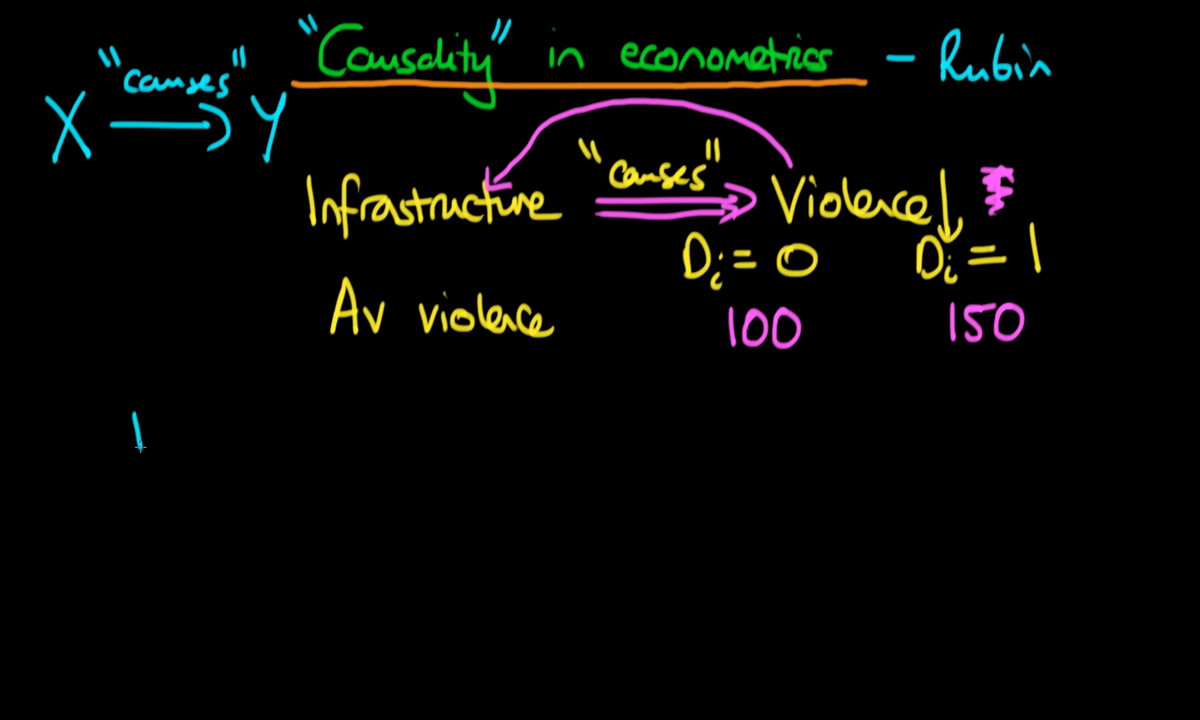 "Causality" in econometrics - Rubin
X "causes" Y
Infrastructure "causes" Violence ↓
Di = 0 Di = 1
Av violence 100 150